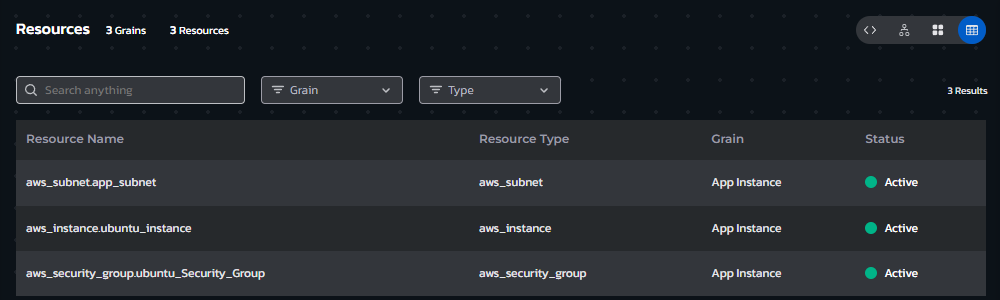 Resources 3 Grains 3 Resources
Search anything Grain Type 3 Results
Resource Name Resource Type Grain Status
aws_subnet.app_subnet aws_subnet App Instance Active
aws_instance.ubuntu_instance aws_instance App Instance Active
aws_security_group.ubuntu_Security_Group aws_security_group App Instance Active